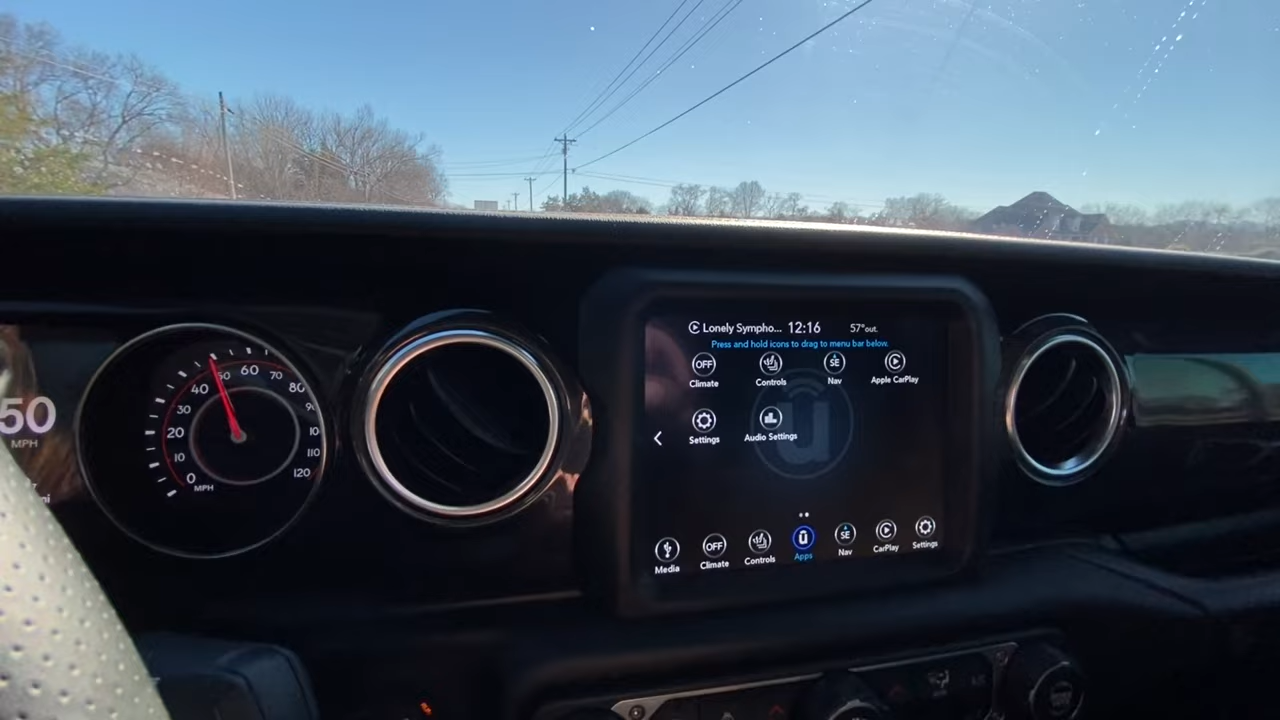 Lonely Sympho... 12:16 57° out.
Press and hold icons to drag to menu bar below.
OFF SE
Climate Controls Nav Apple CarPlay
Settings Audio Settings
OFF SE
Media Climate Controls Apps Nav CarPlay Settings
50
MPH
mi
0
20
30
40
50
60
70
80
110
120
MPH